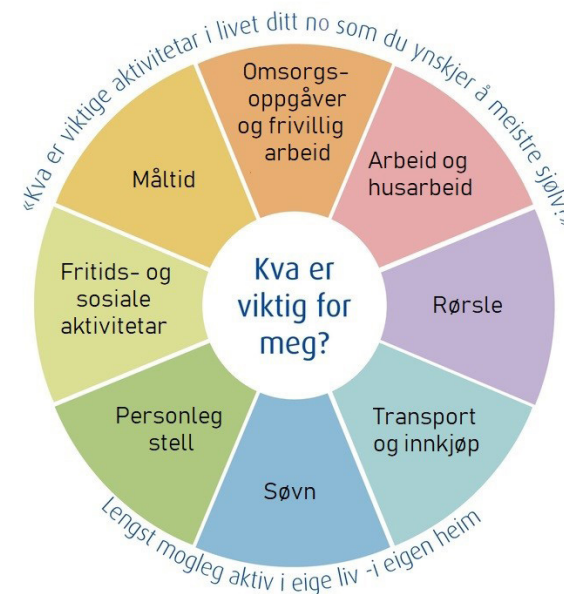 «Kva er viktige aktivitetar i livet ditt no som du ynskjer å meistre sjølv?»
Omsorgs-
oppgåver
og frivillig
arbeid
Arbeid og
husarbeid
Rørsle
Transport
og innkjøp
Søvn
Personleg
stell
Fritids- og
sosiale
aktivitetar
Måltid
Kva er
viktig for
meg?
Lengst mogleg aktiv i eige liv -i eigen heim